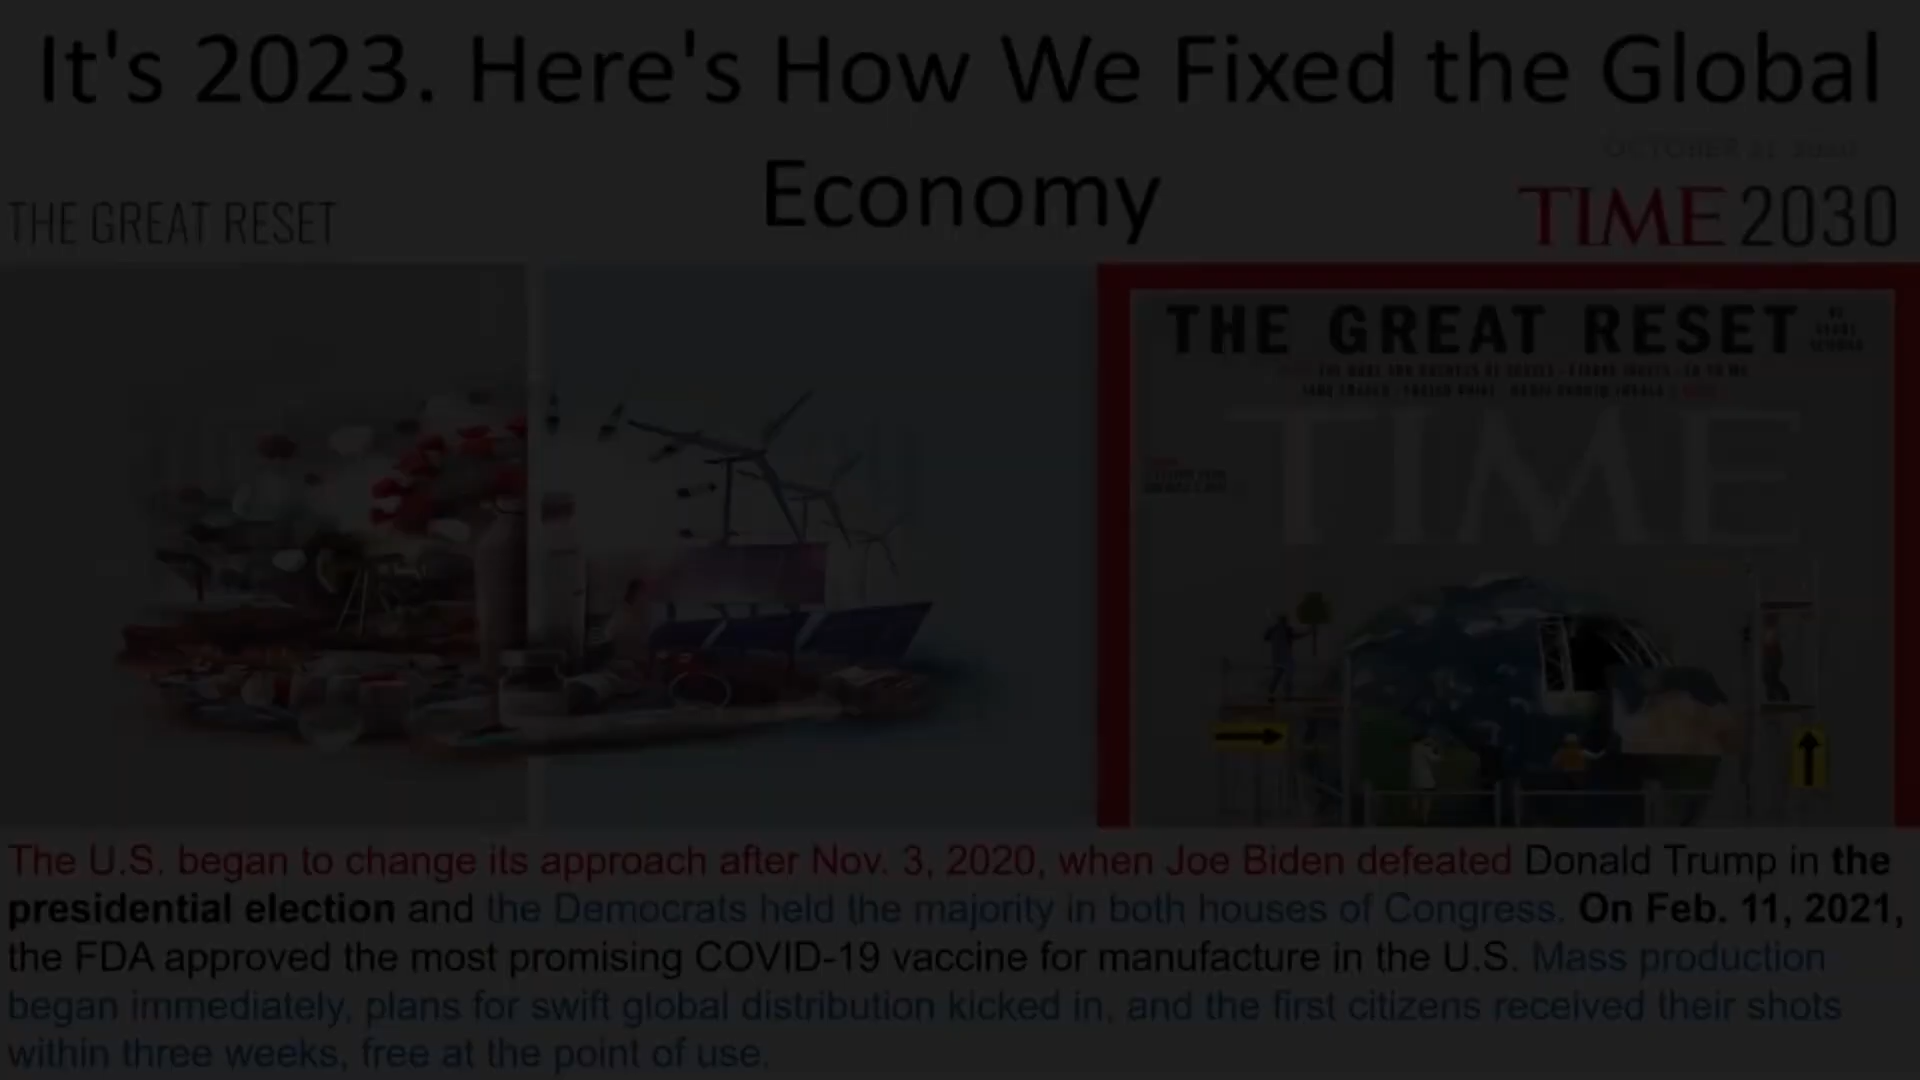 It's 2023. Here's How We Fixed the Global
Economy
OCTOBER 21, 2020
THE GREAT RESET
TIME 2030
THE GREAT RESET
TIME
The U.S. began to change its approach after Nov. 3, 2020, when Joe Biden defeated Donald Trump in the
presidential election and the Democrats held the majority in both houses of Congress. On Feb. 11, 2021,
the FDA approved the most promising COVID-19 vaccine for manufacture in the U.S. Mass production
began immediately, plans for swift global distribution kicked in, and the first citizens received their shots
within three weeks, free at the point of use.